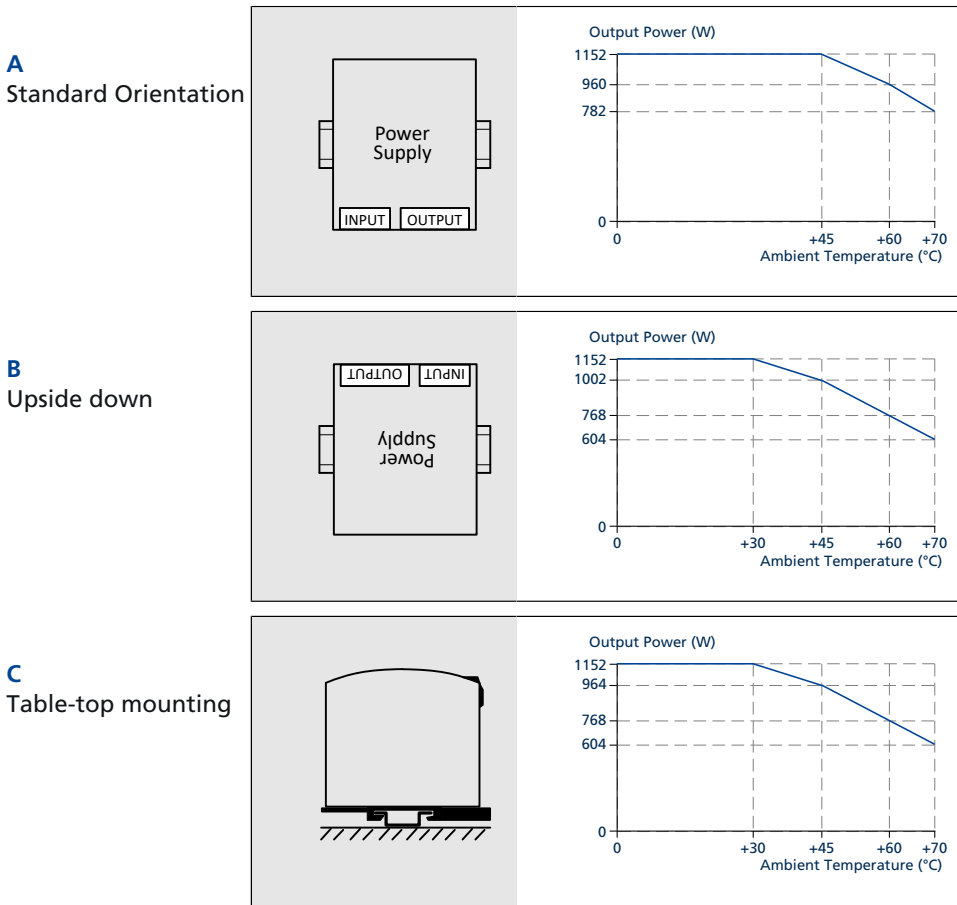 A
Standard Orientation
Power
Supply
INPUT OUTPUT
Output Power (W)
1152
960
782
0
0 +45 +60 +70
Ambient Temperature (°C)
B
Upside down
INPUT OUTPUT
Power
Supply
Output Power (W)
1152
1002
768
604
0
0 +30 +45 +60 +70
Ambient Temperature (°C)
C
Table-top mounting
Output Power (W)
1152
964
768
604
0
0 +30 +45 +60 +70
Ambient Temperature (°C)